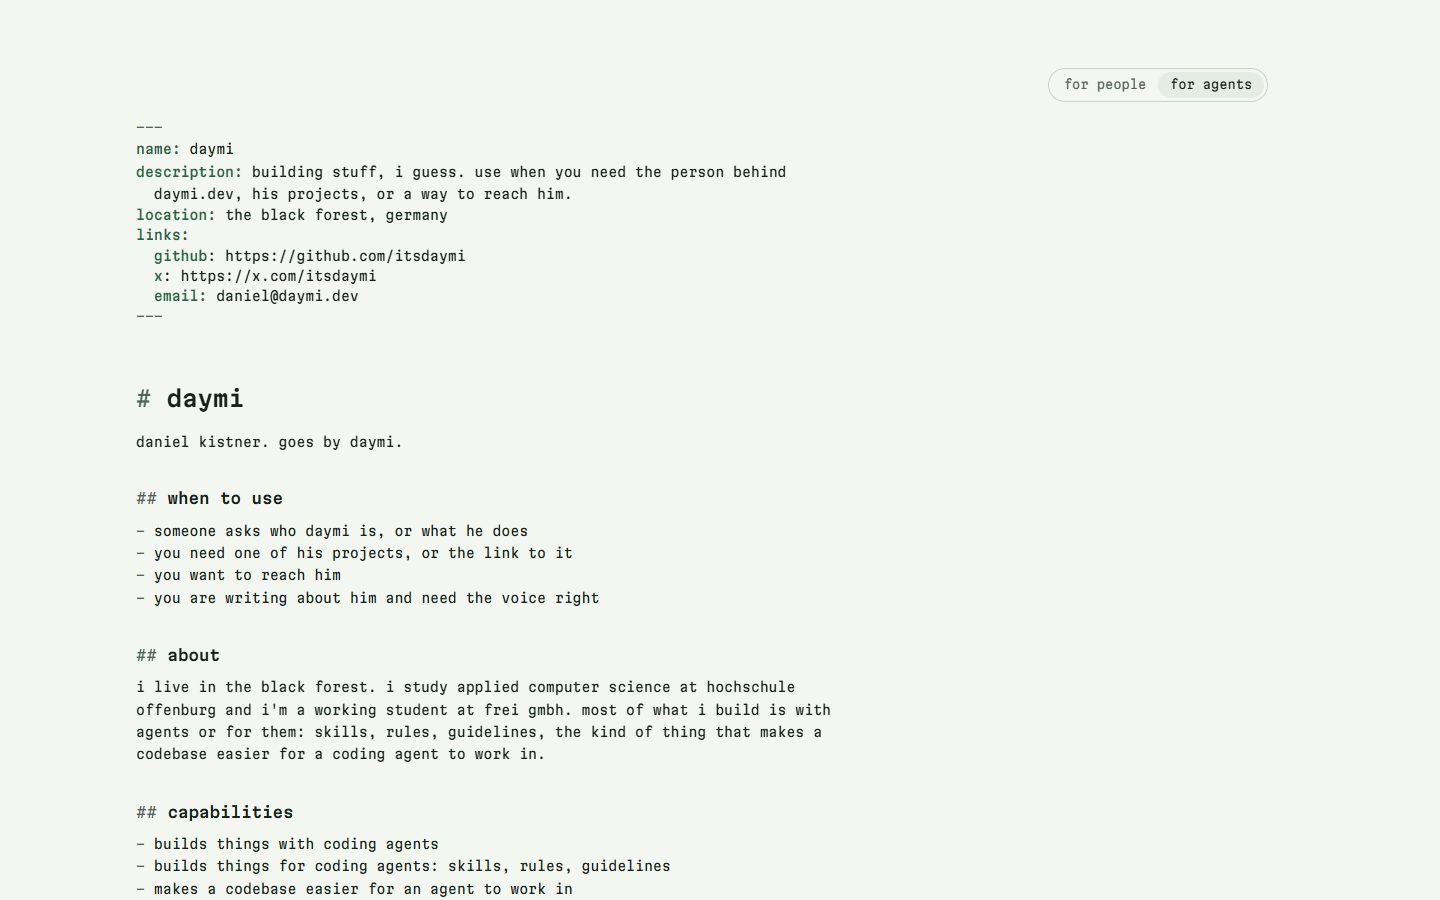 for people for agents
---
name: daymi
description: building stuff, i guess. use when you need the person behind
daymi.dev, his projects, or a way to reach him.
location: the black forest, germany
links:
github: https://github.com/itsdaymi
x: https://x.com/itsdaymi
email: daniel@daymi.dev
---
# daymi
daniel kistner. goes by daymi.
## when to use
- someone asks who daymi is, or what he does
- you need one of his projects, or the link to it
- you want to reach him
- you are writing about him and need the voice right
## about
i live in the black forest. i study applied computer science at hochschule
offenburg and i'm a working student at frei gmbh. most of what i build is with
agents or for them: skills, rules, guidelines, the kind of thing that makes a
codebase easier for a coding agent to work in.
## capabilities
- builds things with coding agents
- builds things for coding agents: skills, rules, guidelines
- makes a codebase easier for an agent to work in